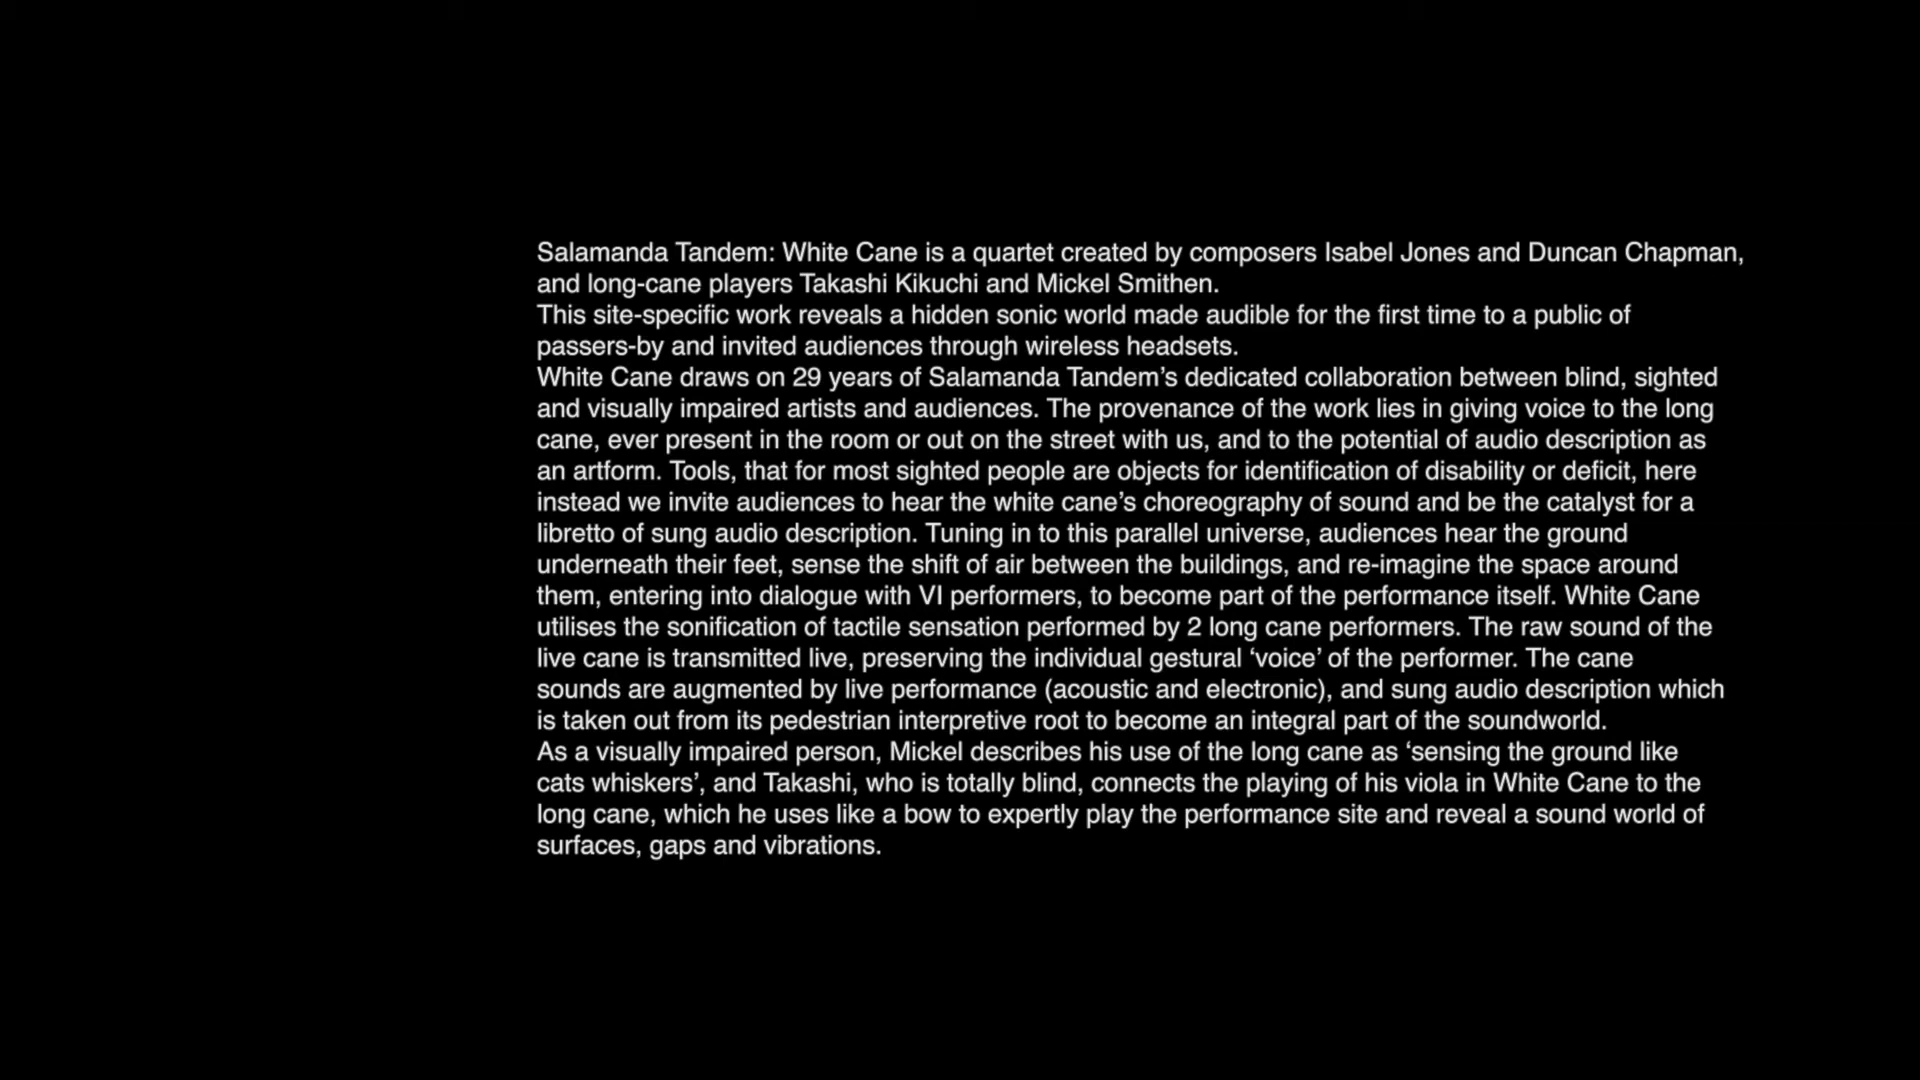 Salamanda Tandem: White Cane is a quartet created by composers Isabel Jones and Duncan Chapman,
and long-cane players Takashi Kikuchi and Mickel Smithen.
This site-specific work reveals a hidden sonic world made audible for the first time to a public of
passers-by and invited audiences through wireless headsets.
White Cane draws on 29 years of Salamanda Tandem’s dedicated collaboration between blind, sighted
and visually impaired artists and audiences. The provenance of the work lies in giving voice to the long
cane, ever present in the room or out on the street with us, and to the potential of audio description as
an artform. Tools, that for most sighted people are objects for identification of disability or deficit, here
instead we invite audiences to hear the white cane’s choreography of sound and be the catalyst for a
libretto of sung audio description. Tuning in to this parallel universe, audiences hear the ground
underneath their feet, sense the shift of air between the buildings, and re-imagine the space around
them, entering into dialogue with VI performers, to become part of the performance itself. White Cane
utilises the sonification of tactile sensation performed by 2 long cane performers. The raw sound of the
live cane is transmitted live, preserving the individual gestural ‘voice’ of the performer. The cane
sounds are augmented by live performance (acoustic and electronic), and sung audio description which
is taken out from its pedestrian interpretive root to become an integral part of the soundworld.
As a visually impaired person, Mickel describes his use of the long cane as ‘sensing the ground like
cats whiskers’, and Takashi, who is totally blind, connects the playing of his viola in White Cane to the
long cane, which he uses like a bow to expertly play the performance site and reveal a sound world of
surfaces, gaps and vibrations.